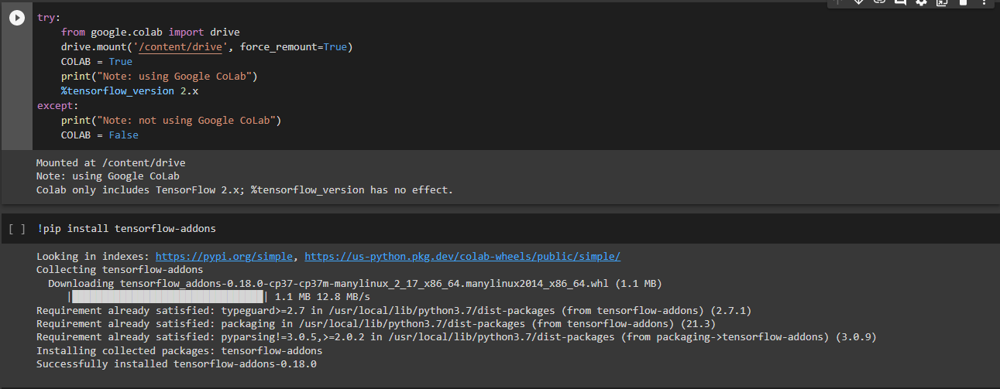 try:
    from google.colab import drive
    drive.mount('/content/drive', force_remount=True)
    COLAB = True
    print("Note: using Google CoLab")
    %tensorflow_version 2.x
except:
    print("Note: not using Google CoLab")
    COLAB = False
Mounted at /content/drive
Note: using Google CoLab
Colab only includes TensorFlow 2.x; %tensorflow_version has no effect.
[ ] !pip install tensorflow-addons
Looking in indexes: https://pypi.org/simple, https://us-python.pkg.dev/colab-wheels/public/simple/
Collecting tensorflow-addons
  Downloading tensorflow_addons-0.18.0-cp37-cp37m-manylinux_2_17_x86_64.manylinux2014_x86_64.whl (1.1 MB)
     |████████████████████████████████| 1.1 MB 12.8 MB/s
Requirement already satisfied: typeguard>=2.7 in /usr/local/lib/python3.7/dist-packages (from tensorflow-addons) (2.7.1)
Requirement already satisfied: packaging in /usr/local/lib/python3.7/dist-packages (from tensorflow-addons) (21.3)
Requirement already satisfied: pyparsing!=3.0.5,>=2.0.2 in /usr/local/lib/python3.7/dist-packages (from packaging->tensorflow-addons) (3.0.9)
Installing collected packages: tensorflow-addons
Successfully installed tensorflow-addons-0.18.0